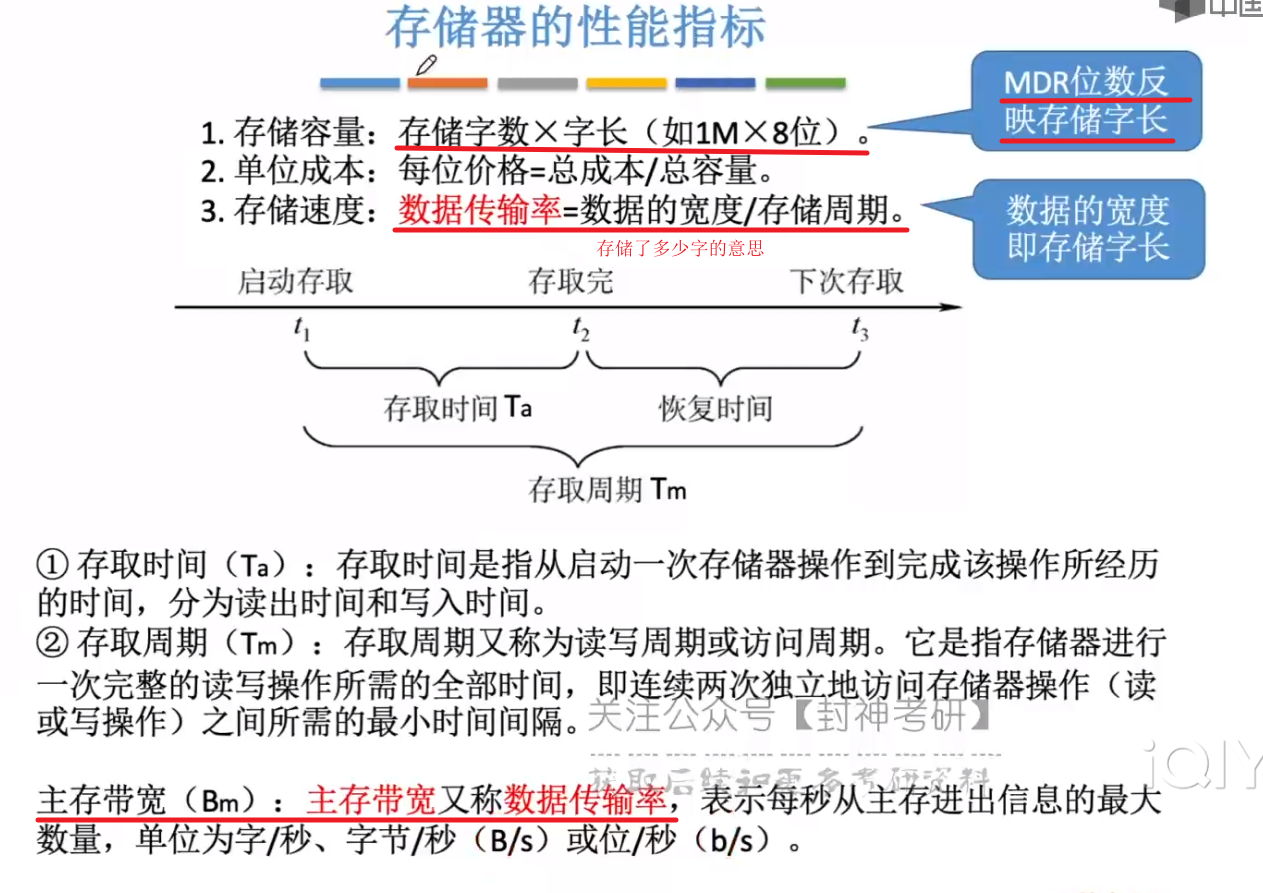 存储器的性能指标
中国
MDR位数反
映存储字长
1. 存储容量：存储字数×字长（如1M×8位）。
2. 单位成本：每位价格=总成本/总容量。
3. 存储速度：数据传输率=数据的宽度/存储周期。
数据的宽度
即存储字长
存储了多少字的意思
启动存取 存取完 下次存取
t1 t2 t3
存取时间 Ta 恢复时间
存取周期 Tm
① 存取时间（Ta）：存取时间是指从启动一次存储器操作到完成该操作所经历
的时间，分为读出时间和写入时间。
② 存取周期（Tm）：存取周期又称为读写周期或访问周期。它是指存储器进行
一次完整的读写操作所需的全部时间，即连续两次独立地访问存储器操作（读
或写操作）之间所需的最小时间间隔。
关注公众号【封神考研】
获取后续和更多考研资料
iQIY
主存带宽（Bm）：主存带宽又称数据传输率，表示每秒从主存进出信息的最大
数量，单位为字/秒、字节/秒（B/s）或位/秒（b/s）。